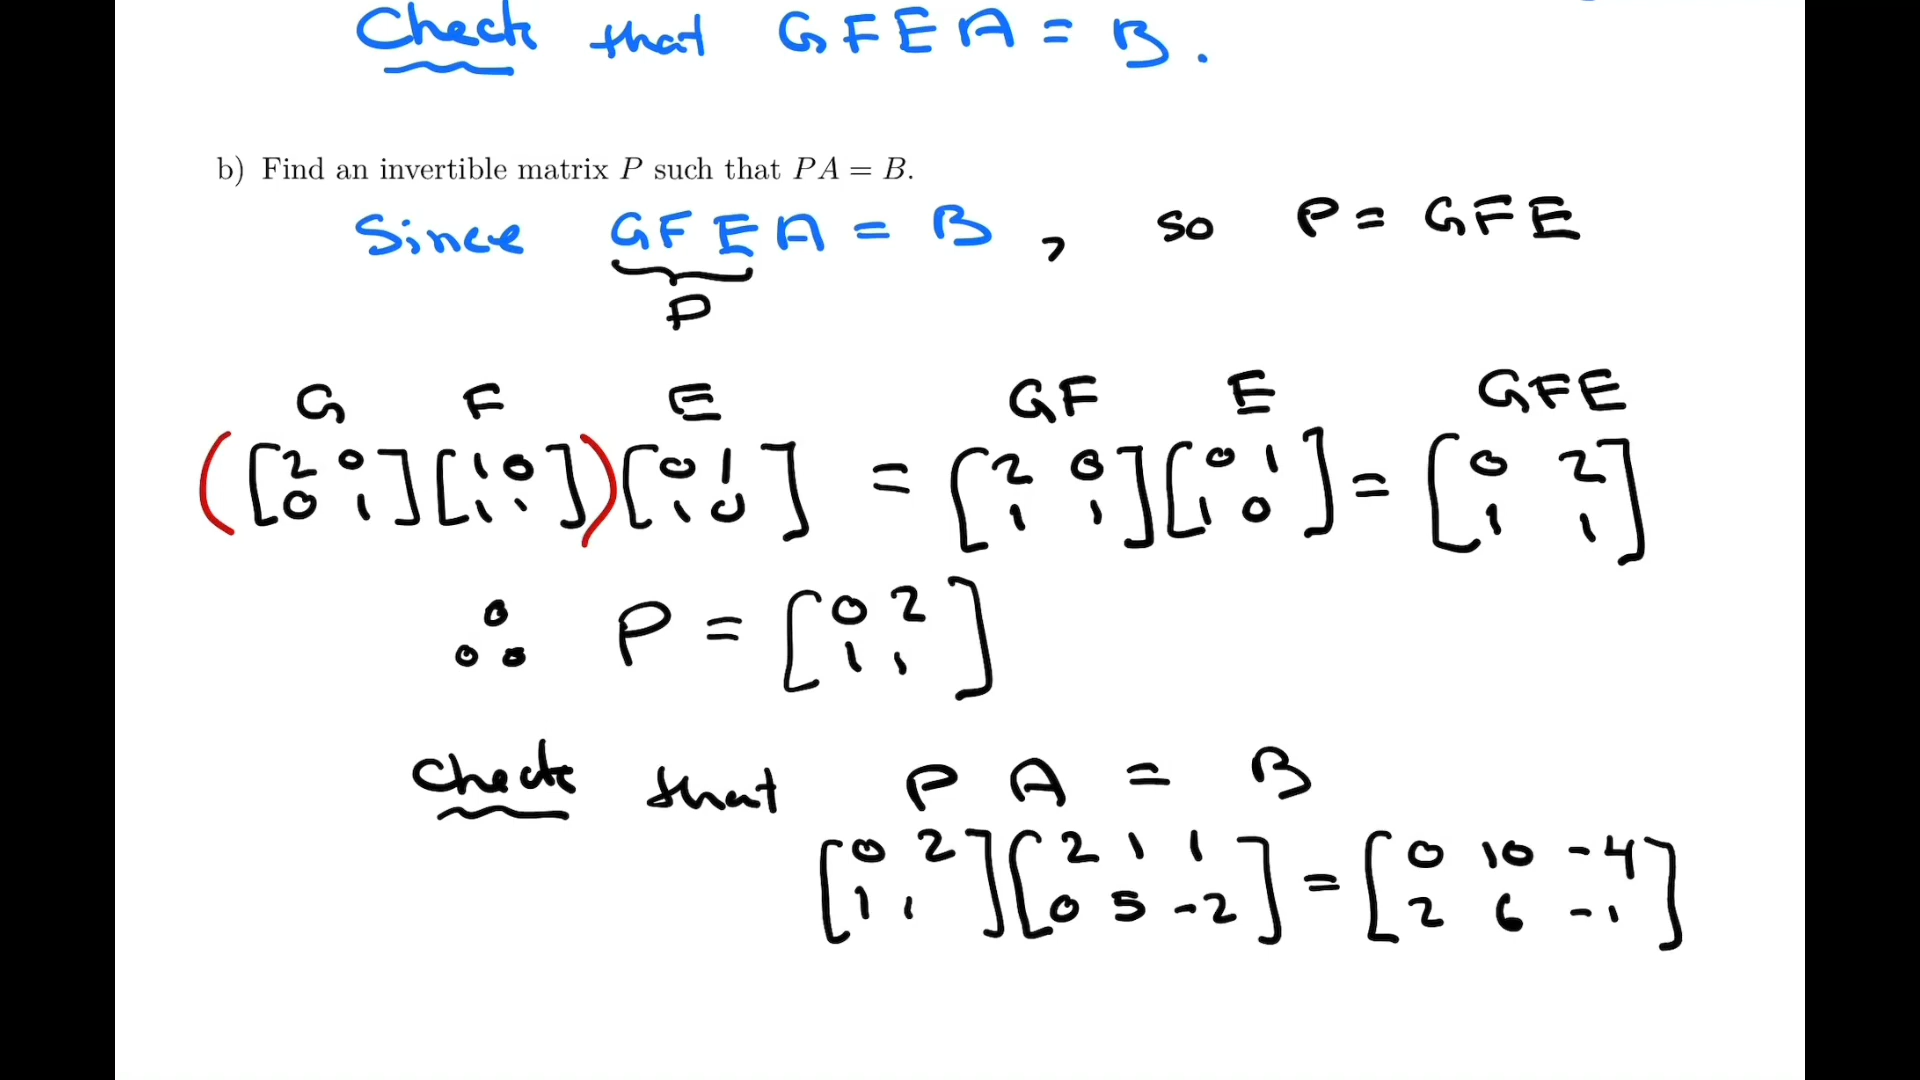 Check that GFEA = B.
b) Find an invertible matrix P such that PA = B.
Since GFEA = B, so P = GFE
P
G F E GF E GFE
([2 0][1 0])[0 1] = [2 0][0 1] = [0 2]
0 1 1 1 1 0 1 1 1 0 1 1
∴ P = [0 2]
1 1
Check that P A = B
[0 2][2 1 1] = [0 10 -4]
1 1 0 5 -2 2 6 -1